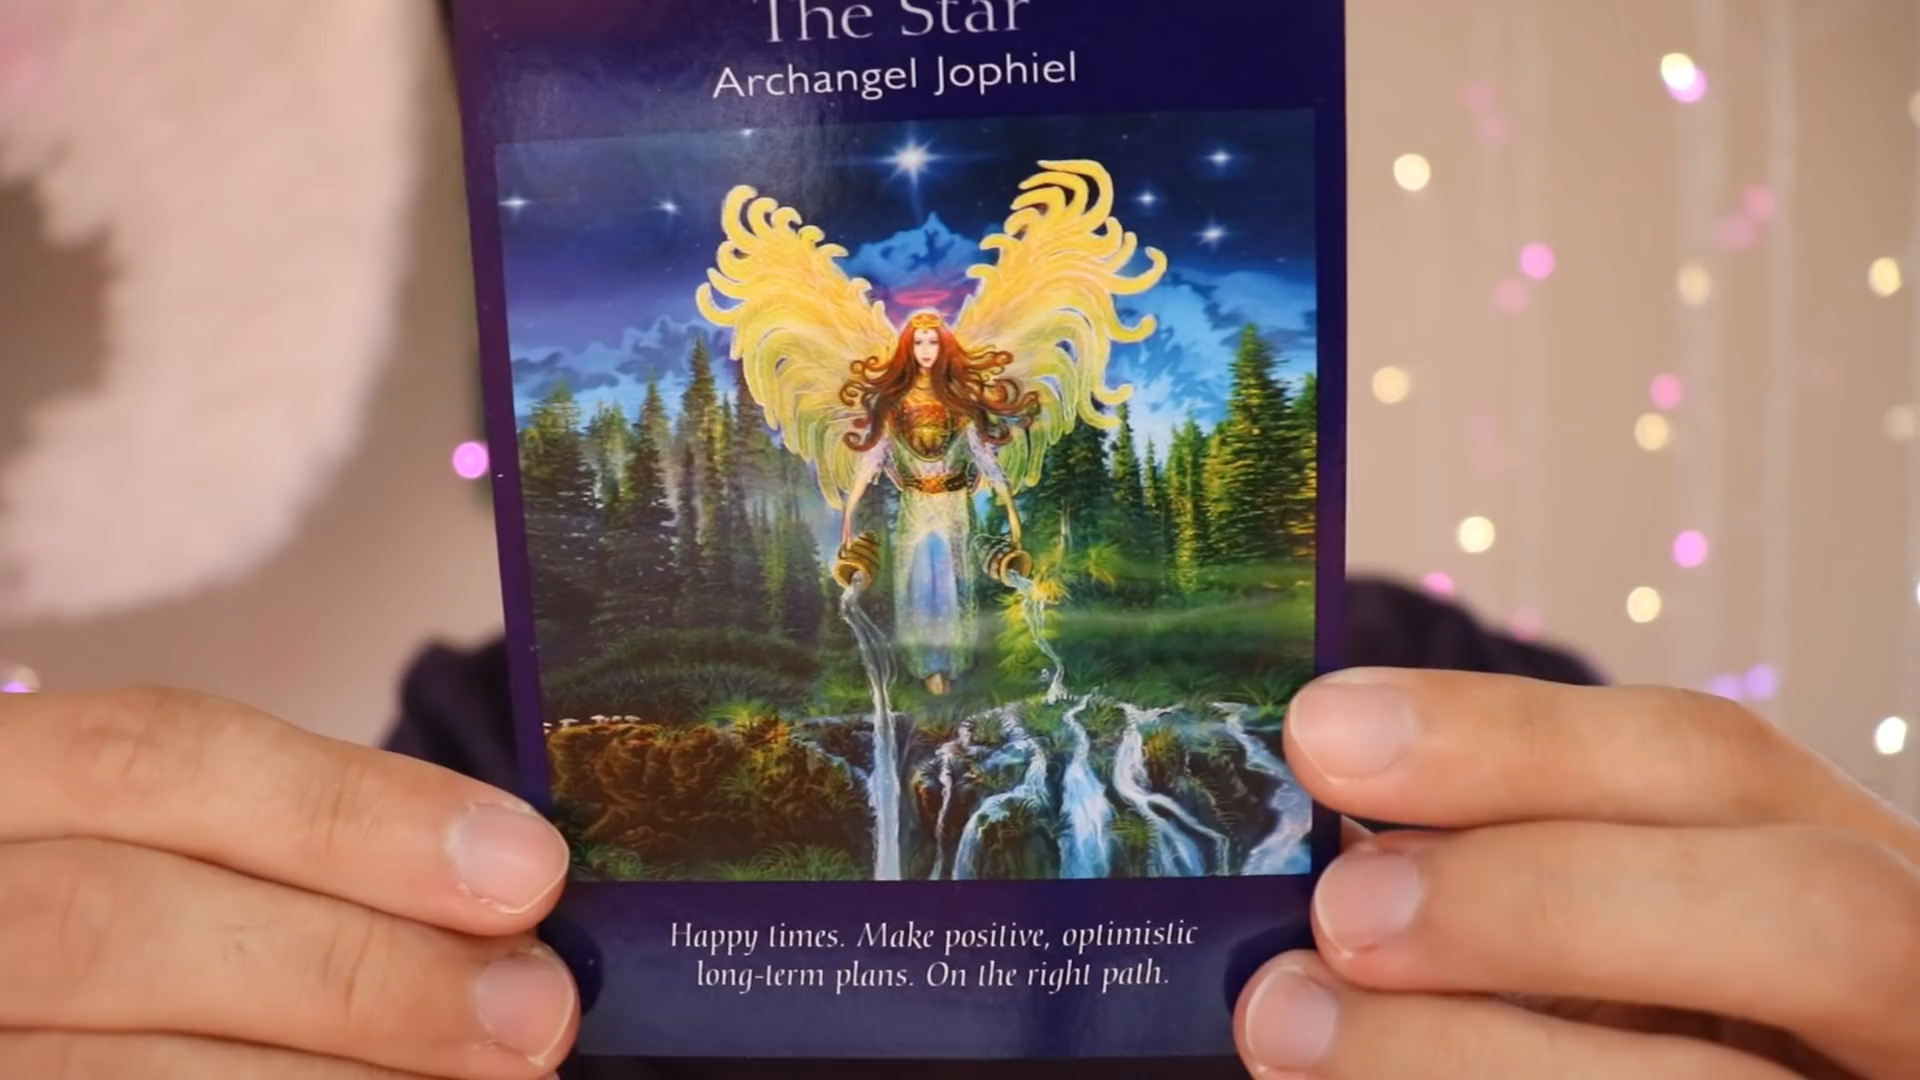 The Star
Archangel Jophiel
Happy times. Make positive, optimistic
long-term plans. On the right path.